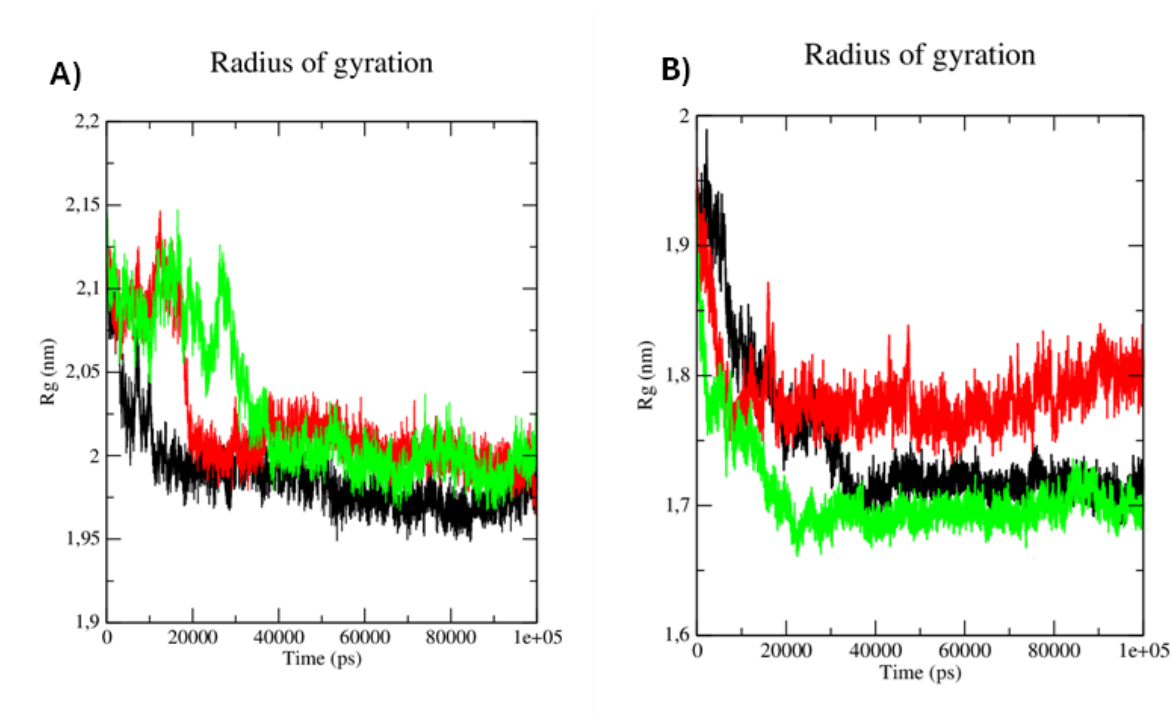 A)
Radius of gyration
2,2
2,15
2,1
2,05
2
1,95
1,9
Rg (nm)
0 20000 40000 60000 80000 1e+05
Time (ps)
B)
Radius of gyration
2
1,9
1,8
1,7
1,6
Rg (nm)
0 20000 40000 60000 80000 1e+05
Time (ps)